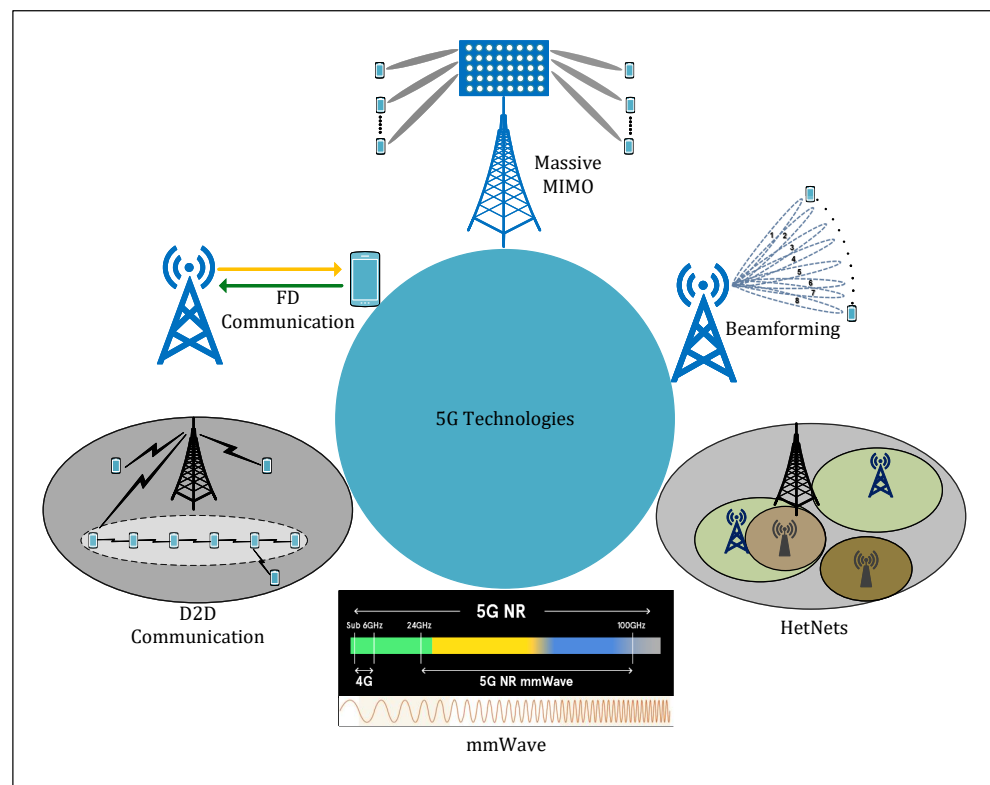 Massive
MIMO
FD
Communication
1
2
3
4
5
6
7
8
Beamforming
5G Technologies
D2D
Communication
HetNets
5G NR
Sub 6GHz
24GHz
100GHz
4G
5G NR mmWave
mmWave